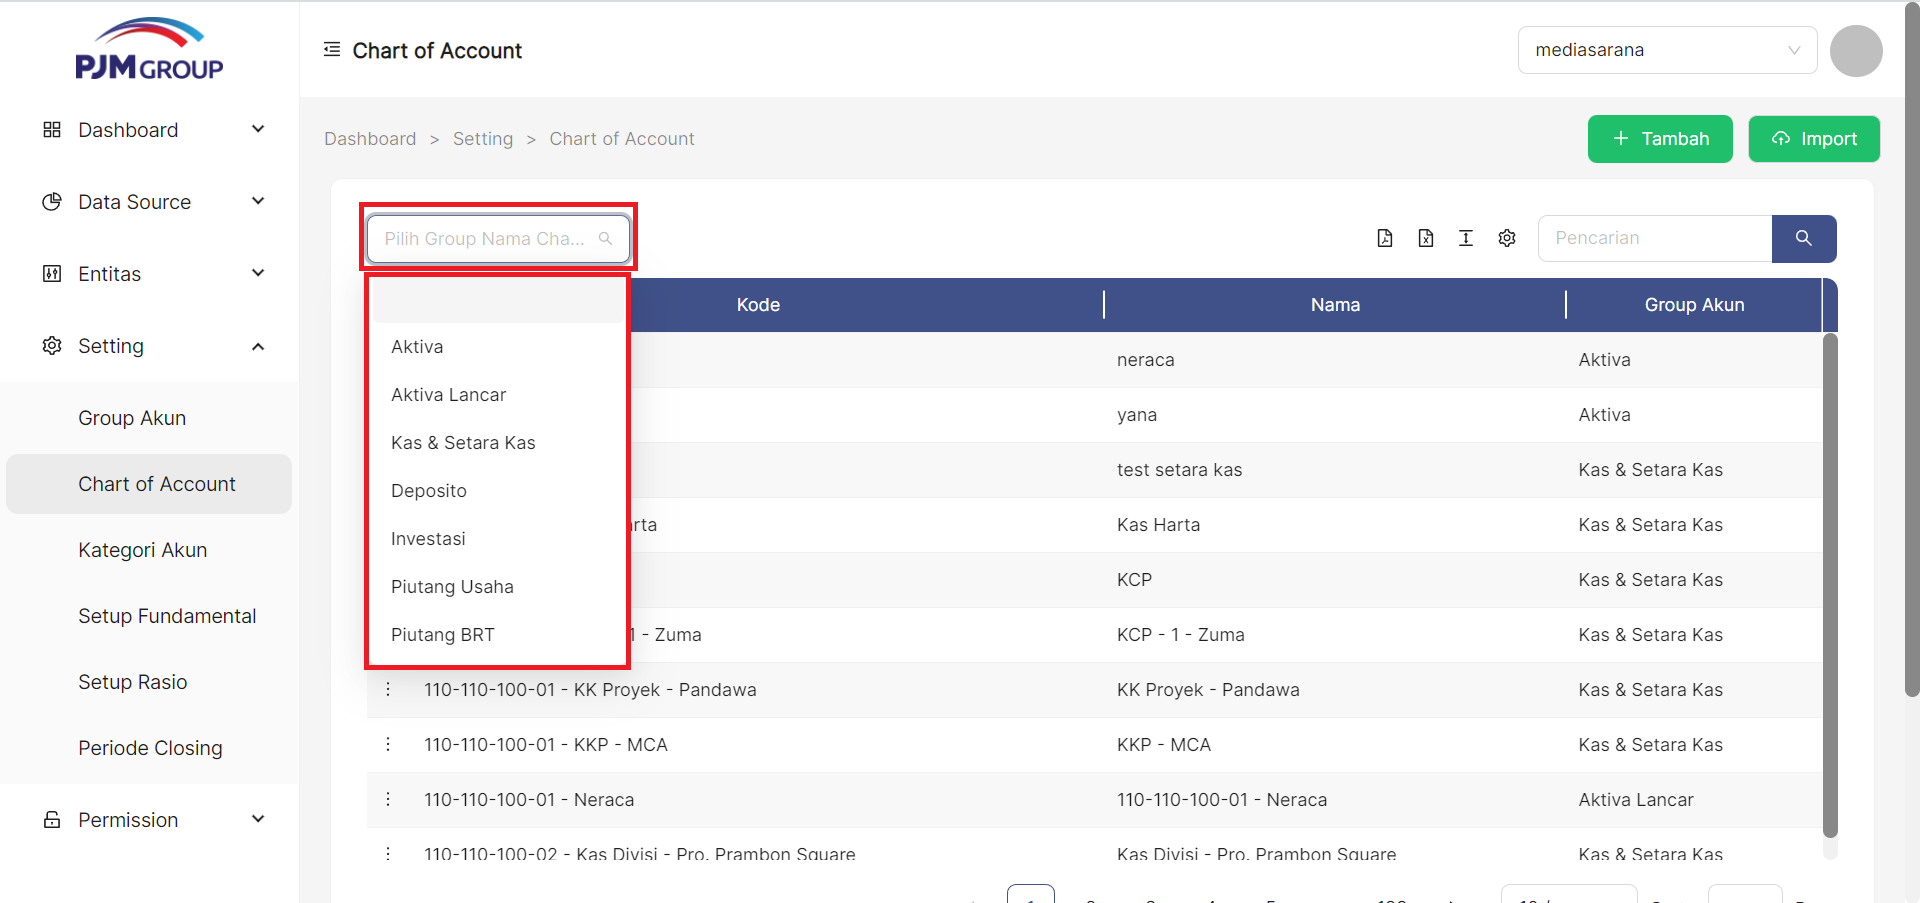 PJM GROUP
Chart of Account
mediasarana
Dashboard
Data Source
Entitas
Setting
Group Akun
Chart of Account
Kategori Akun
Setup Fundamental
Setup Rasio
Periode Closing
Permission
Dashboard > Setting > Chart of Account
+ Tambah
Import
Pilih Group Nama Cha...
Pencarian
Kode Nama Group Akun
Aktiva
Aktiva Lancar
Kas & Setara Kas
Deposito
Investasi
Piutang Usaha
Piutang BRT
neraca Aktiva
yana Aktiva
test setara kas Kas & Setara Kas
Kas Harta Kas & Setara Kas
KCP Kas & Setara Kas
1 - Zuma KCP - 1 - Zuma Kas & Setara Kas
110-110-100-01 - KK Proyek - Pandawa KK Proyek - Pandawa Kas & Setara Kas
110-110-100-01 - KKP - MCA KKP - MCA Kas & Setara Kas
110-110-100-01 - Neraca 110-110-100-01 - Neraca Aktiva Lancar
110-110-100-02 - Kas Divisi - Pro. Prambon Square Kas Divisi - Pro. Prambon Square Kas & Setara Kas